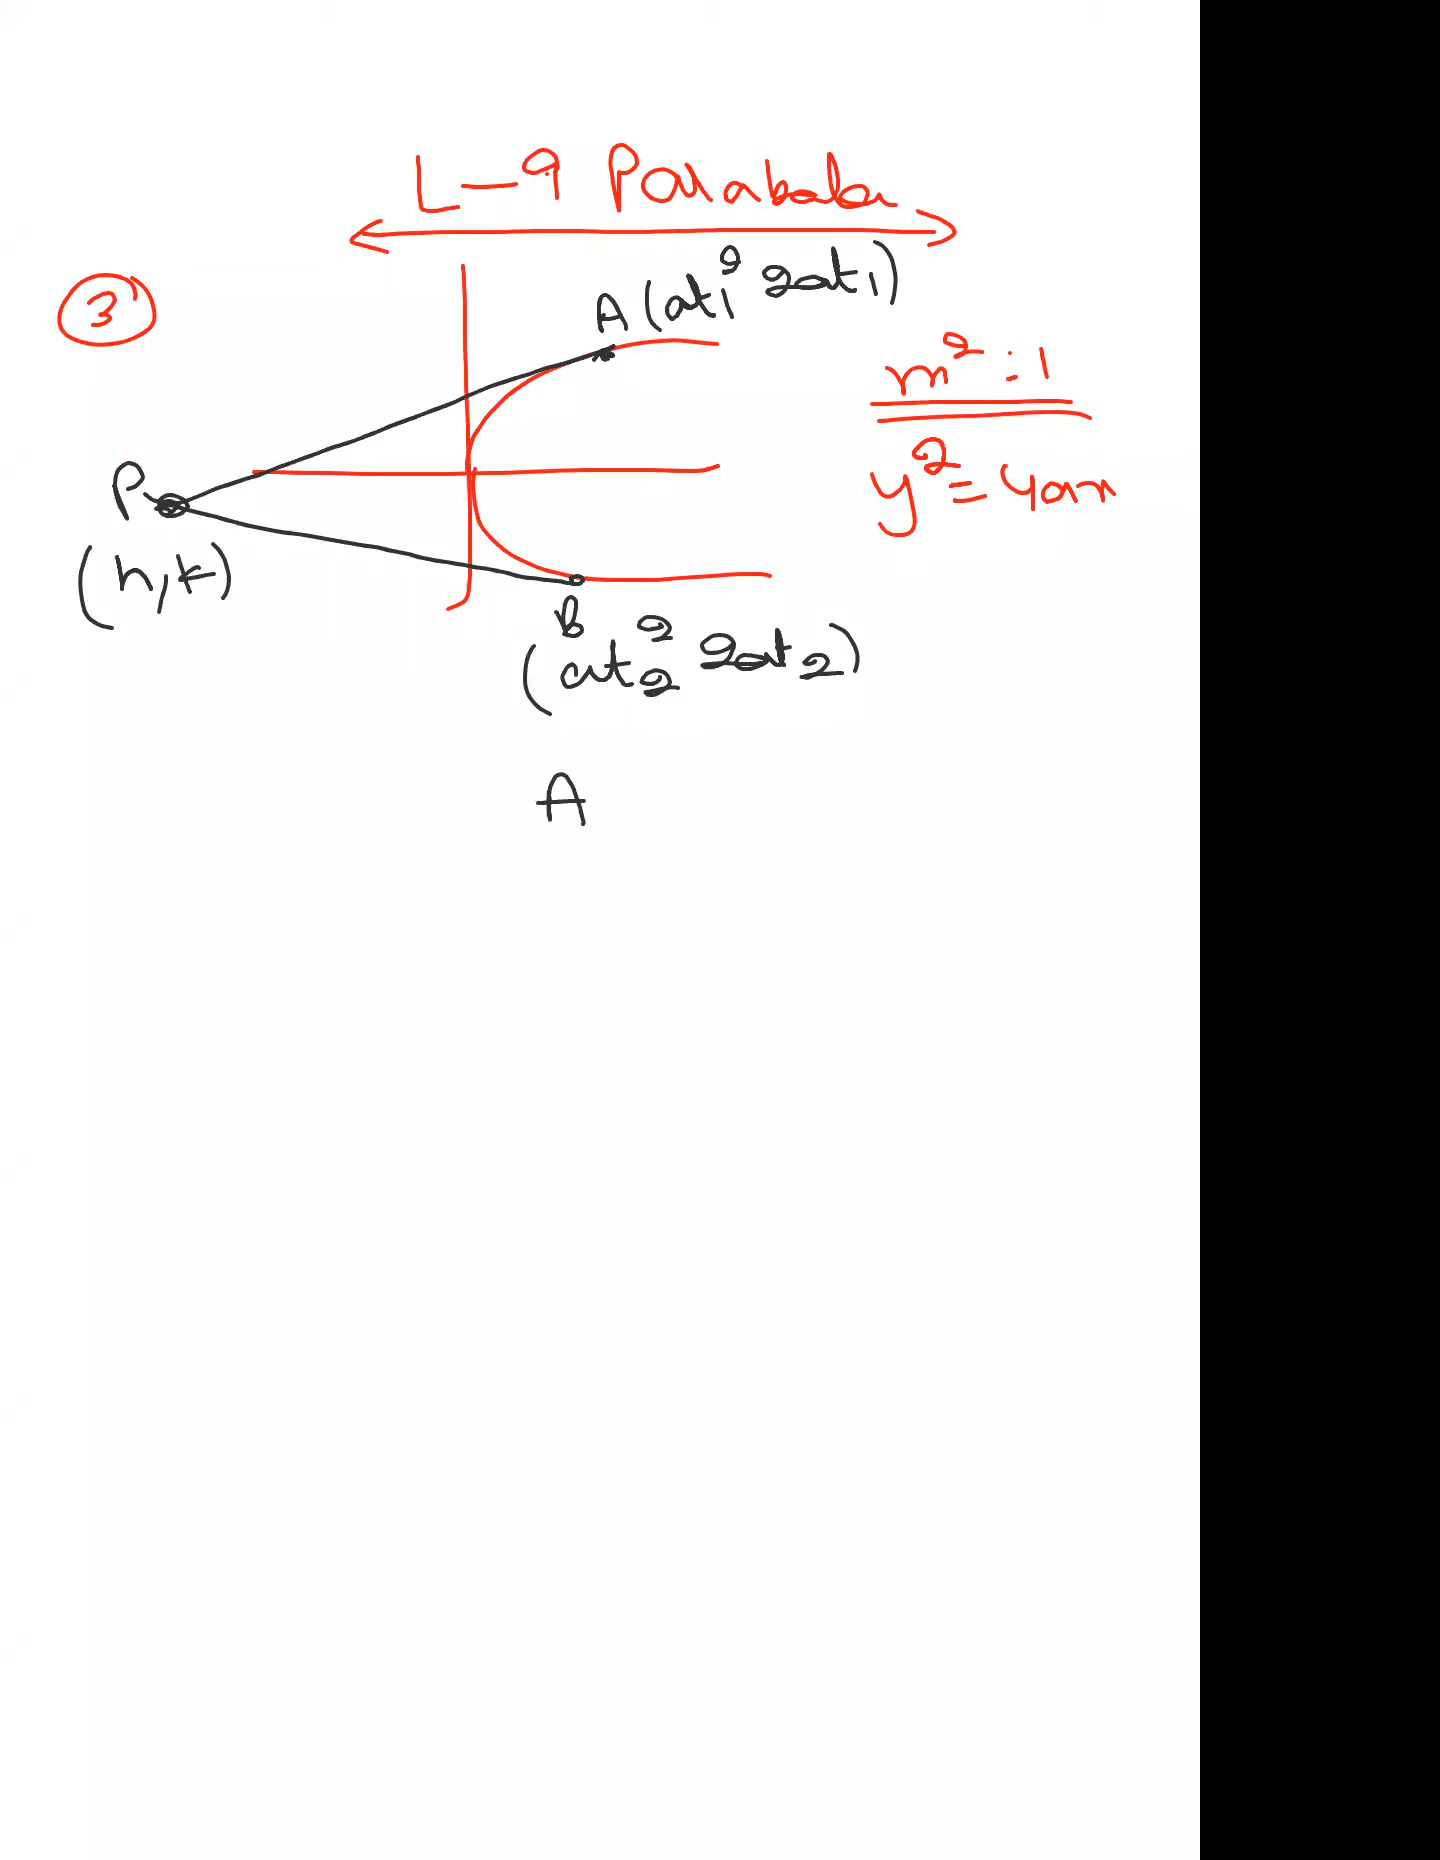 L-9 Parabola
3
A (at₁² 2at₁)
m² : 1
y² = 4ax
P
(h,k)
B
(at₂² 2at₂)
A